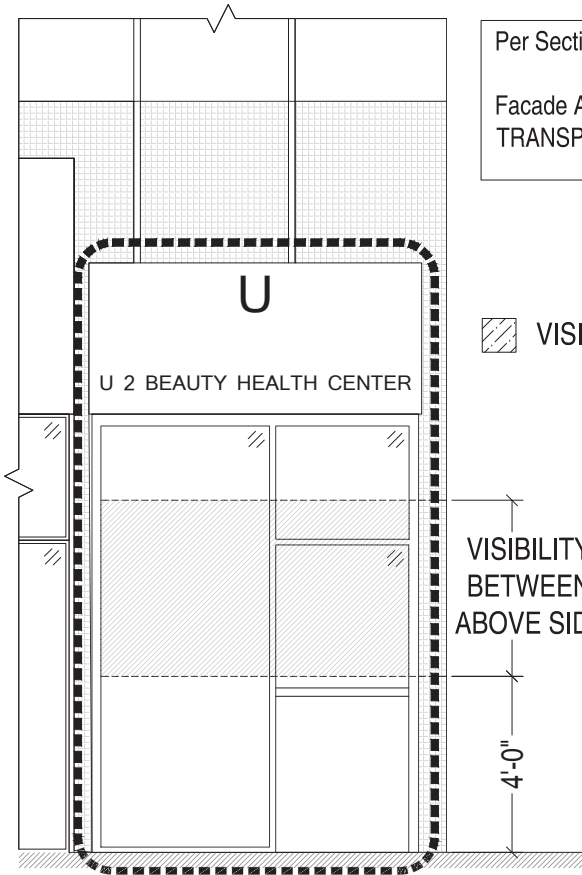 Per Secti
Facade A
TRANSP
U
U 2 BEAUTY HEALTH CENTER
VISI
VISIBILITY
BETWEEN
ABOVE SID
4'-0"